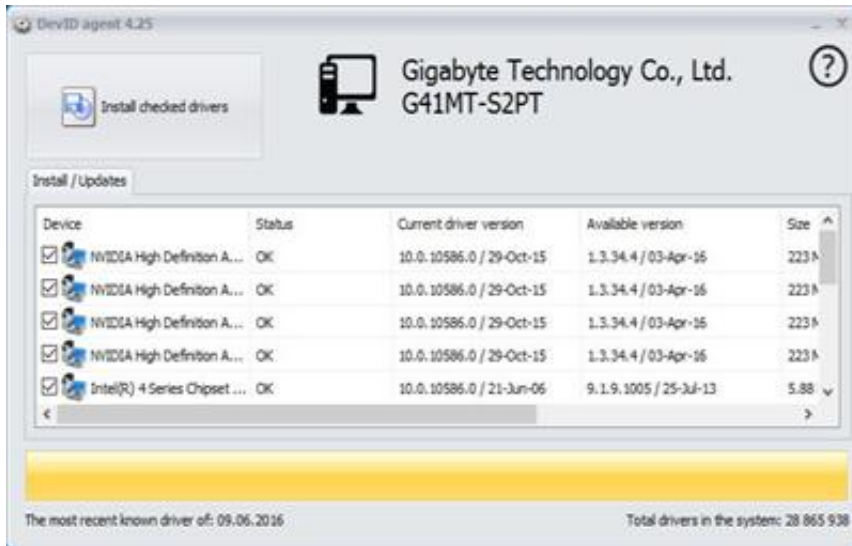 DevID agent 4.25
Install checked drivers
Gigabyte Technology Co., Ltd.
G41MT-S2PT
?
Install / Updates
Device Status Current driver version Available version Size
NVIDIA High Definition A... OK 10.0.10586.0 / 29-Oct-15 1.3.34.4 / 03-Apr-16 223 M
NVIDIA High Definition A... OK 10.0.10586.0 / 29-Oct-15 1.3.34.4 / 03-Apr-16 223 M
NVIDIA High Definition A... OK 10.0.10586.0 / 29-Oct-15 1.3.34.4 / 03-Apr-16 223 M
NVIDIA High Definition A... OK 10.0.10586.0 / 29-Oct-15 1.3.34.4 / 03-Apr-16 223 M
Intel(R) 4 Series Chipset ... OK 10.0.10586.0 / 21-Jun-06 9.1.9.1005 / 25-Jul-13 5.88
The most recent known driver of: 09.06.2016 Total drivers in the system: 28 865 938